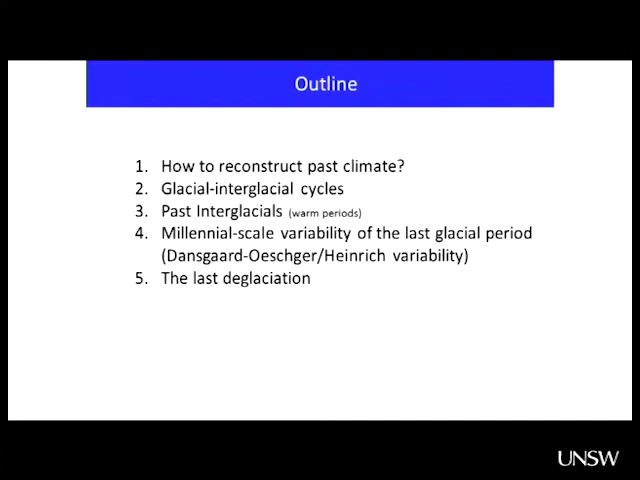 Outline
1. How to reconstruct past climate?
2. Glacial-interglacial cycles
3. Past Interglacials (warm periods)
4. Millennial-scale variability of the last glacial period
(Dansgaard-Oeschger/Heinrich variability)
5. The last deglaciation
UNSW